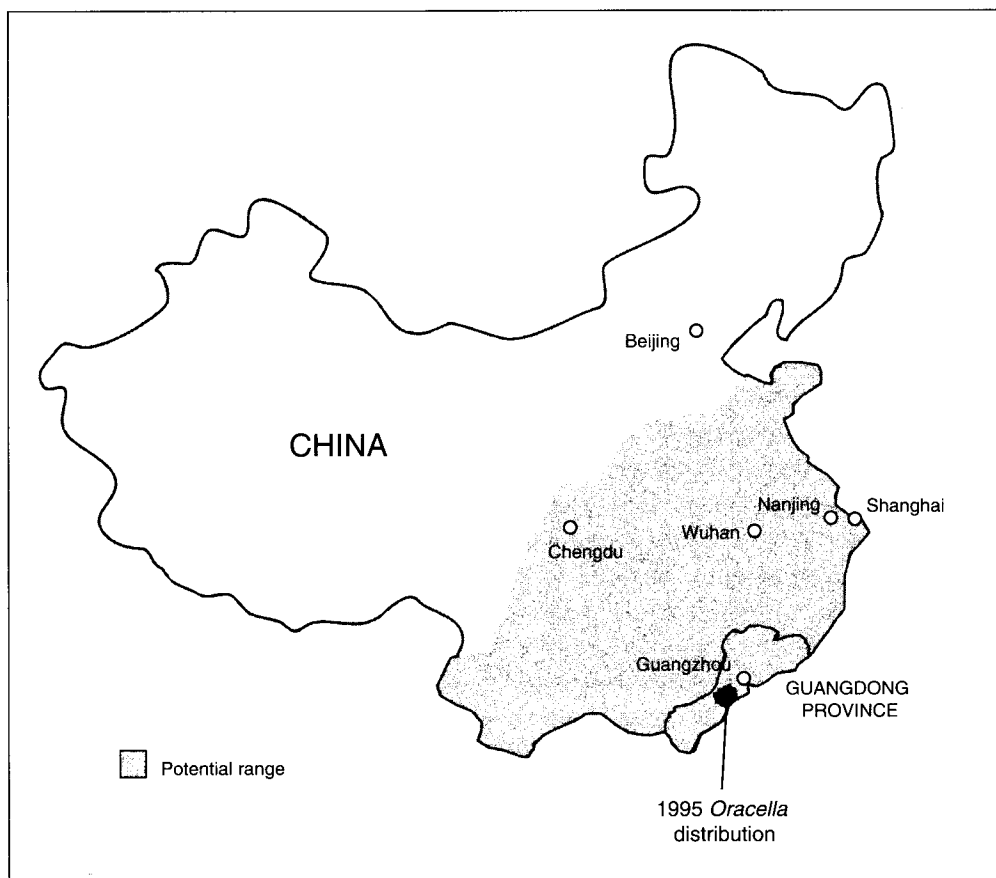 Beijing
CHINA
Nanjing
Shanghai
Wuhan
Chengdu
Guangzhou
GUANGDONG
PROVINCE
Potential range
1995 Oracella
distribution